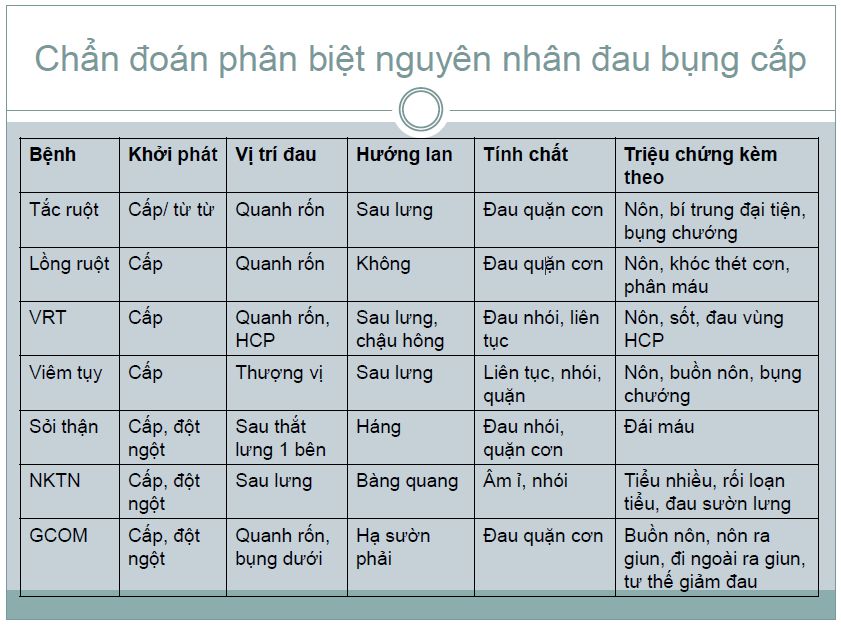 Chẩn đoán phân biệt nguyên nhân đau bụng cấp
Bệnh Khởi phát Vị trí đau Hướng lan Tính chất Triệu chứng kèm
theo
Tắc ruột Cấp/ từ từ Quanh rốn Sau lưng Đau quặn cơn Nôn, bí trung đại tiện,
bụng chướng
Lồng ruột Cấp Quanh rốn Không Đau quặn cơn Nôn, khóc thét cơn,
phân máu
VRT Cấp Quanh rốn, Sau lưng, Đau nhói, liên Nôn, sốt, đau vùng
HCP chậu hông tục HCP
Viêm tụy Cấp Thượng vị Sau lưng Liên tục, nhói, Nôn, buồn nôn, bụng
quặn chướng
Sỏi thận Cấp, đột Sau thắt Háng Đau nhói, Đái máu
ngột lưng 1 bên quặn cơn
NKTN Cấp, đột Sau lưng Bàng quang Âm ỉ, nhói Tiểu nhiều, rối loạn
ngột tiểu, đau sườn lưng
GCOM Cấp, đột Quanh rốn, Hạ sườn Đau quặn cơn Buồn nôn, nôn ra
ngột bụng dưới phải giun, đi ngoài ra giun,
tư thế giảm đau